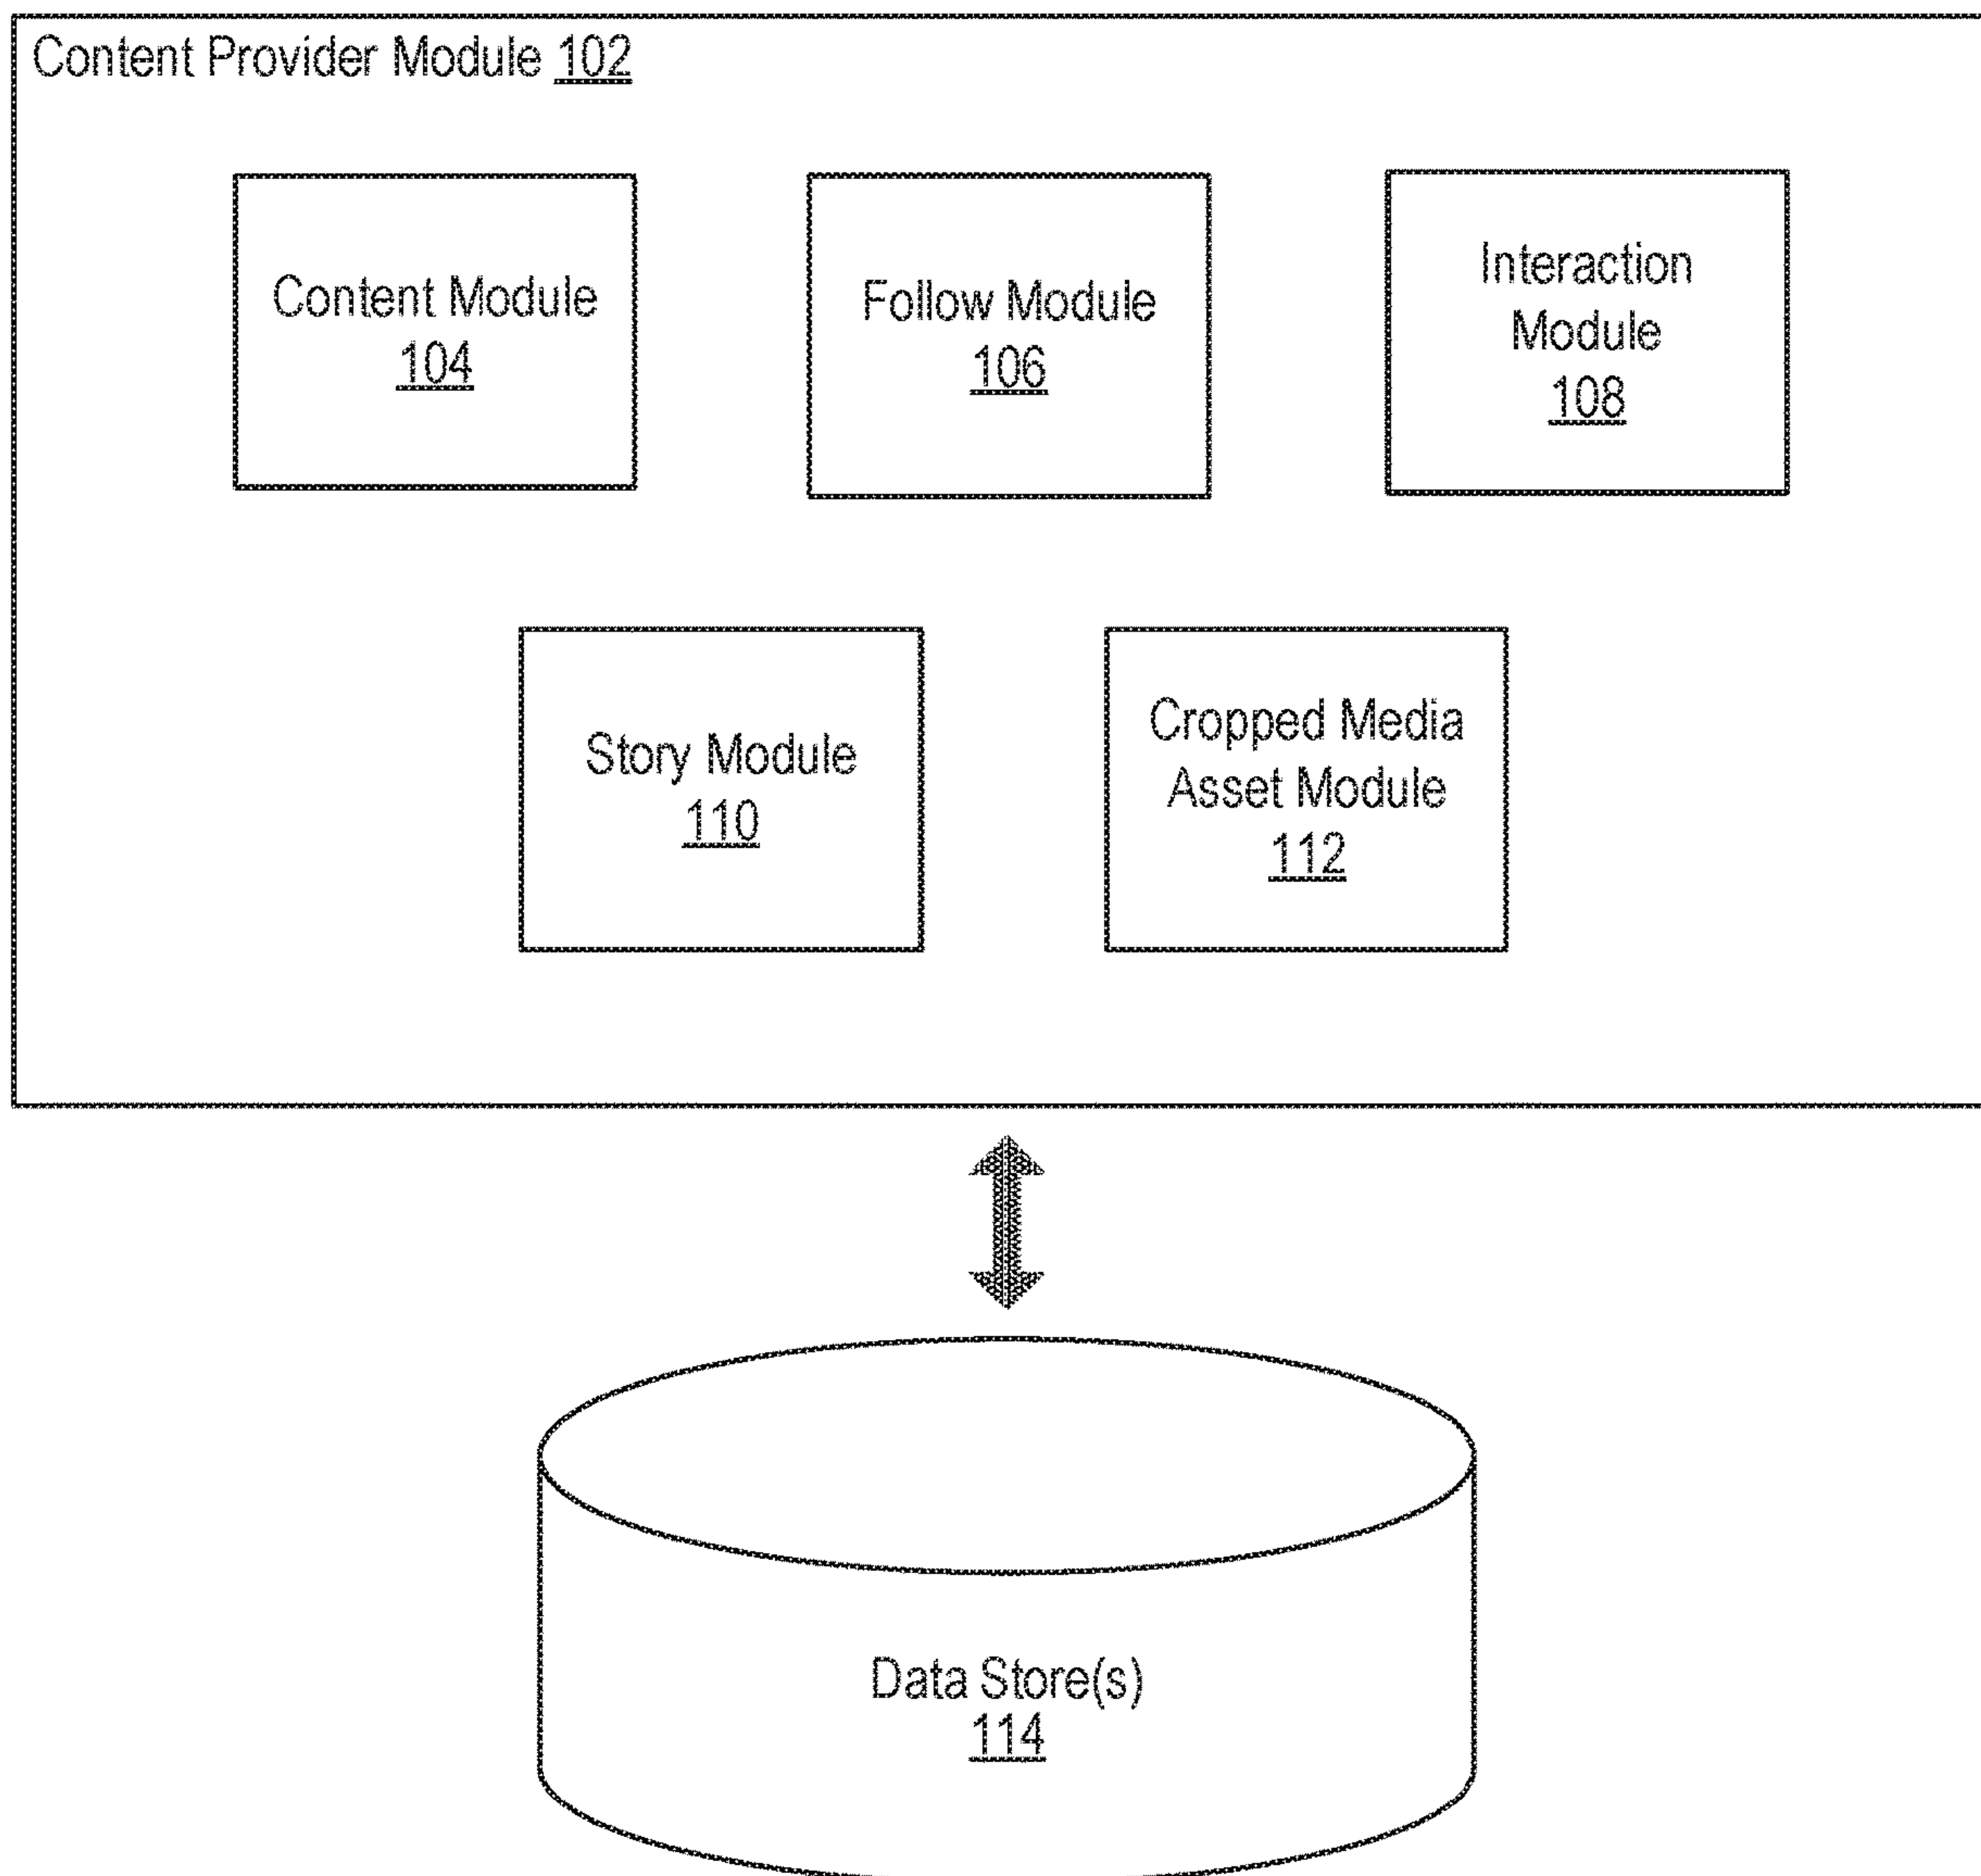 Content Provider Module 102
Content Module
104
Follow Module
106
Interaction
Module
108
Story Module
110
Cropped Media
Asset Module
112
Data Store(s)
114